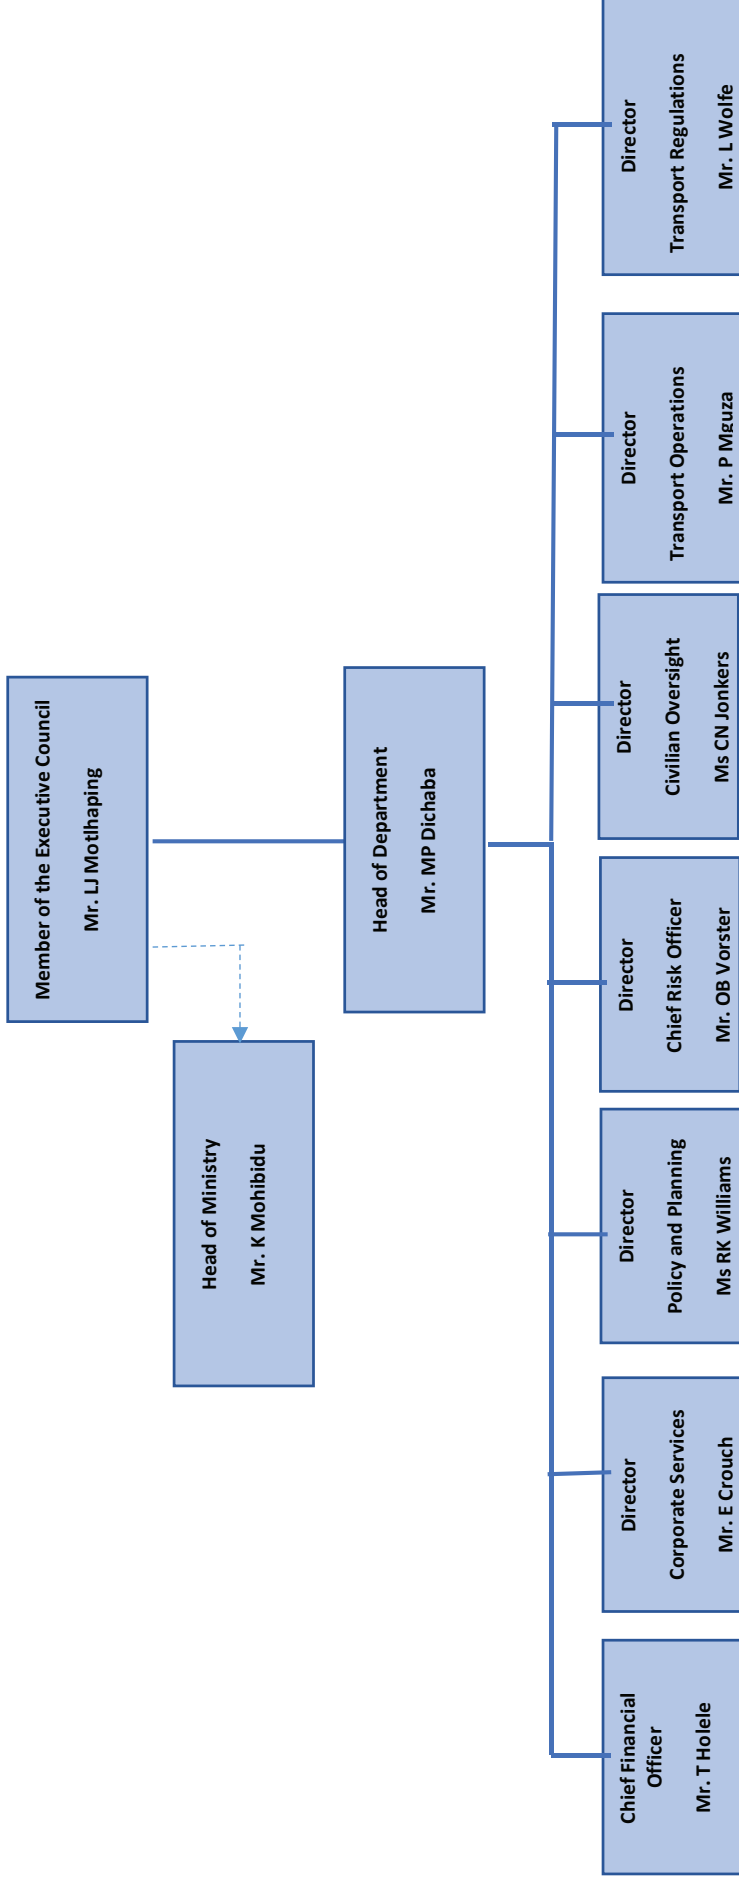 Member of the Executive Council
Mr. LJ Motlhaping
Head of Ministry
Mr. K Mohibidu
Head of Department
Mr. MP Dichaba
Chief Financial
Officer
Mr. T Holele
Director
Corporate Services
Mr. E Crouch
Director
Policy and Planning
Ms RK Williams
Director
Chief Risk Officer
Mr. OB Vorster
Director
Civilian Oversight
Ms CN Jonkers
Director
Transport Operations
Mr. P Mguza
Director
Transport Regulations
Mr. L Wolfe